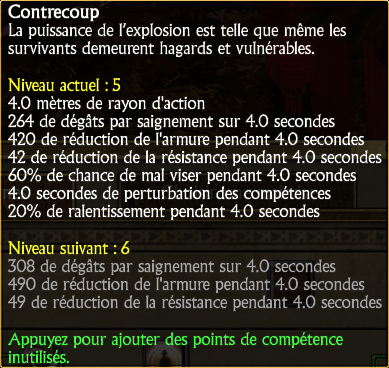 Contrecoup
La puissance de l'explosion est telle que même les
survivants demeurent hagards et vulnérables.
Niveau actuel : 5
4.0 mètres de rayon d'action
264 de dégâts par saignement sur 4.0 secondes
420 de réduction de l'armure pendant 4.0 secondes
42 de réduction de la résistance pendant 4.0 secondes
60% de chance de mal viser pendant 4.0 secondes
4.0 secondes de perturbation des compétences
20% de ralentissement pendant 4.0 secondes
Niveau suivant : 6
308 de dégâts par saignement sur 4.0 secondes
490 de réduction de l'armure pendant 4.0 secondes
49 de réduction de la résistance pendant 4.0 secondes
Appuyez pour ajouter des points de compétence
inutilisés.